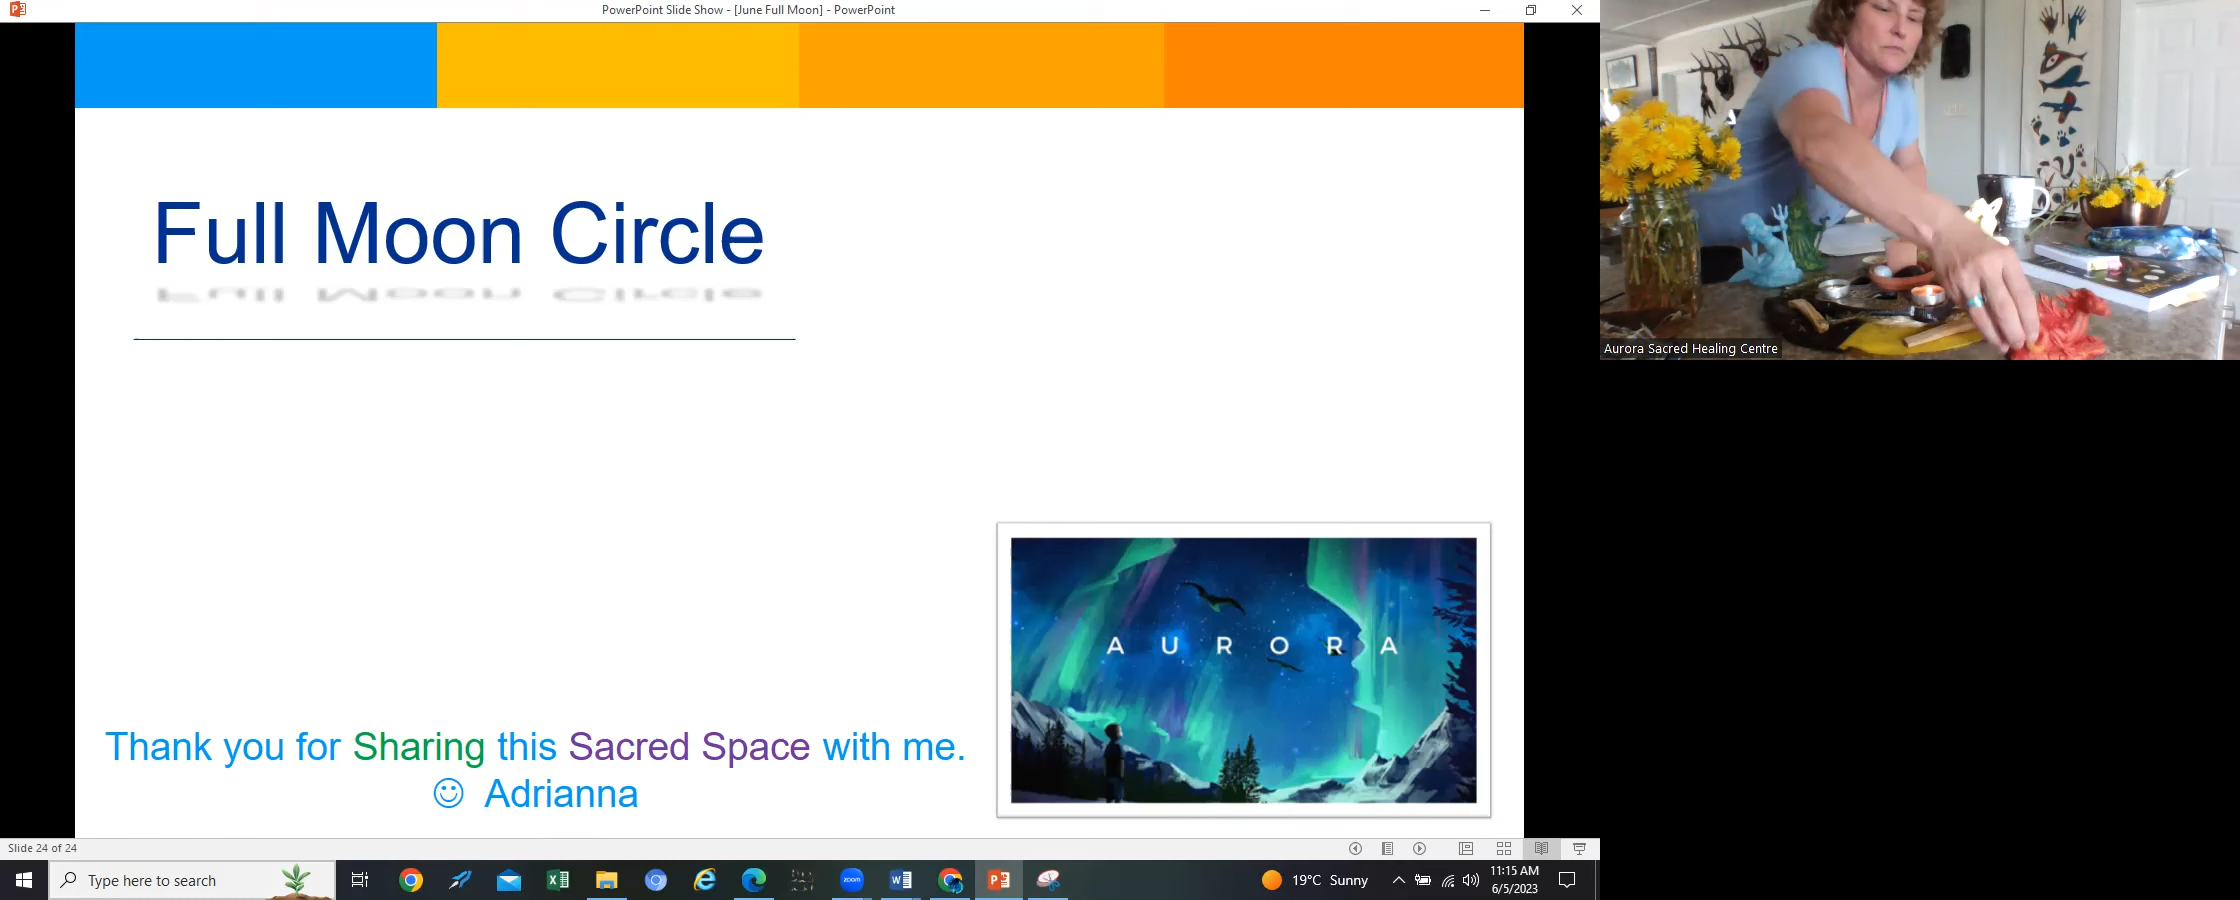 PowerPoint Slide Show - [June Full Moon] - PowerPoint
Full Moon Circle
AURORA
Thank you for Sharing this Sacred Space with me.
☺ Adrianna
Aurora Sacred Healing Centre
Slide 24 of 24
Type here to search
zoom
19°C Sunny
11:15 AM
6/5/2023